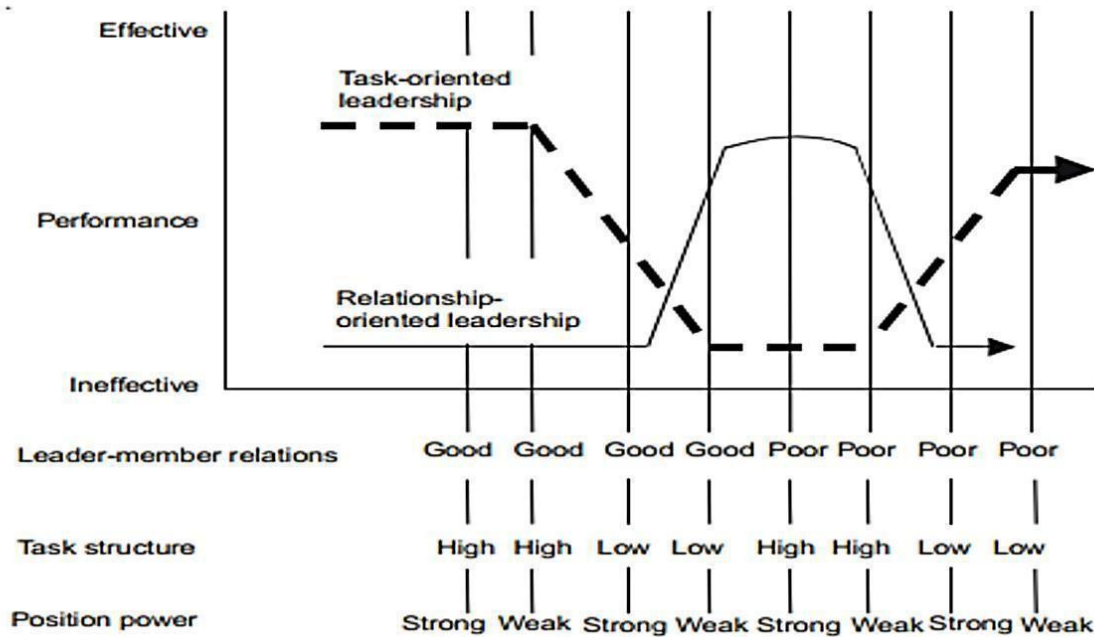 Effective
Task-oriented
leadership
Performance
Relationship-
oriented leadership
Ineffective
Leader-member relations Good Good Good Good Poor Poor Poor Poor
Task structure High High Low Low High High Low Low
Position power Strong Weak Strong Weak Strong Weak Strong Weak